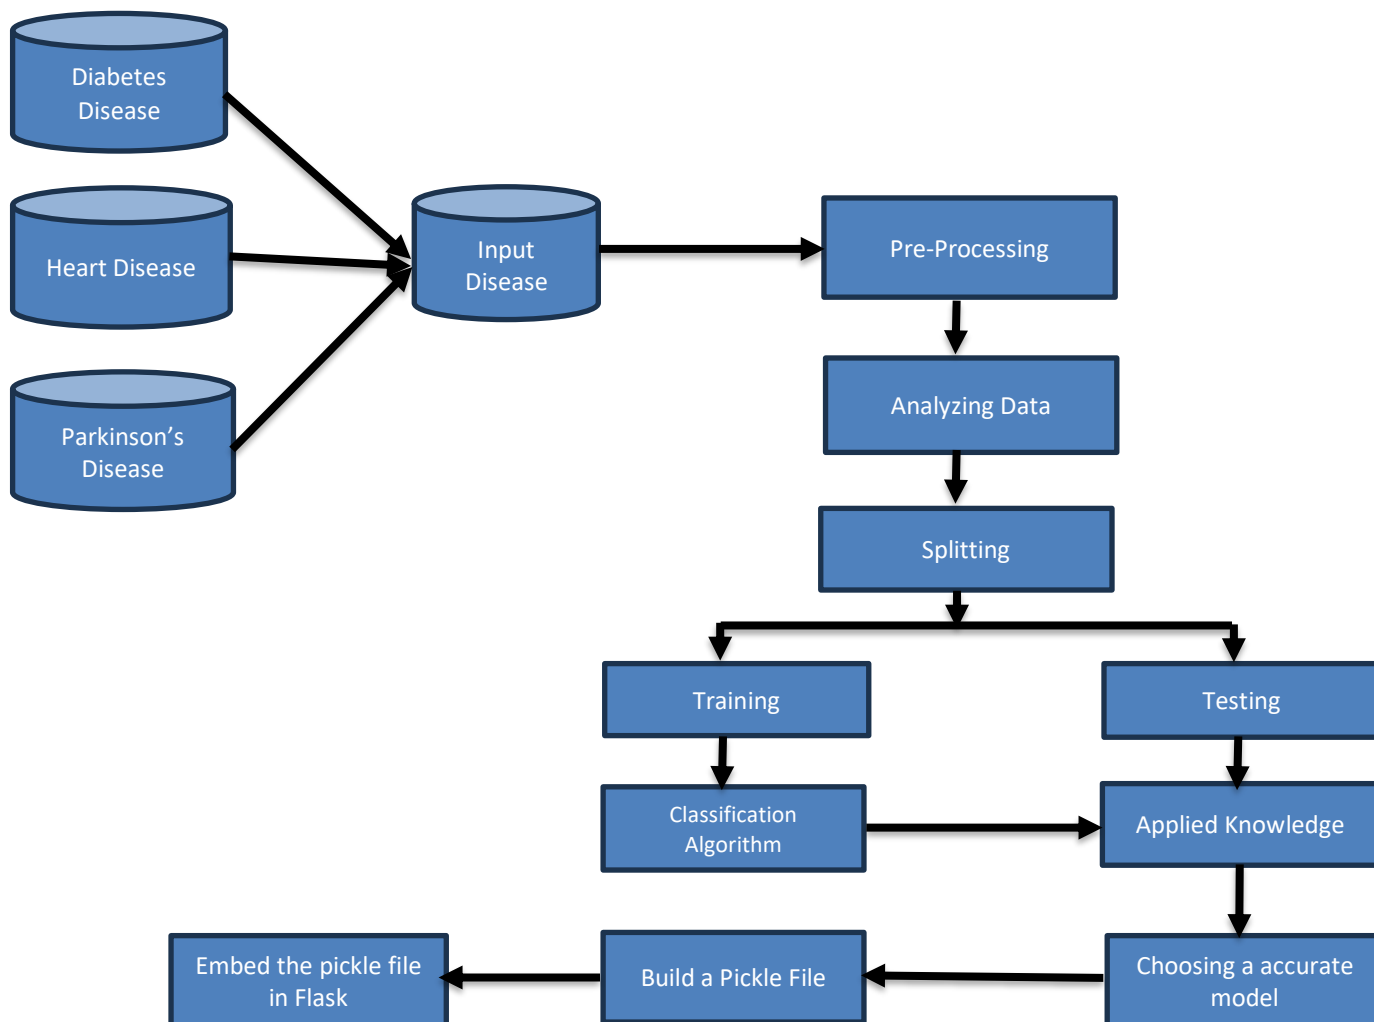 Diabetes
Disease
Heart Disease
Parkinson’s
Disease
Input
Disease
Pre-Processing
Analyzing Data
Splitting
Training
Testing
Classification
Algorithm
Applied Knowledge
Choosing a accurate
model
Build a Pickle File
Embed the pickle file
in Flask